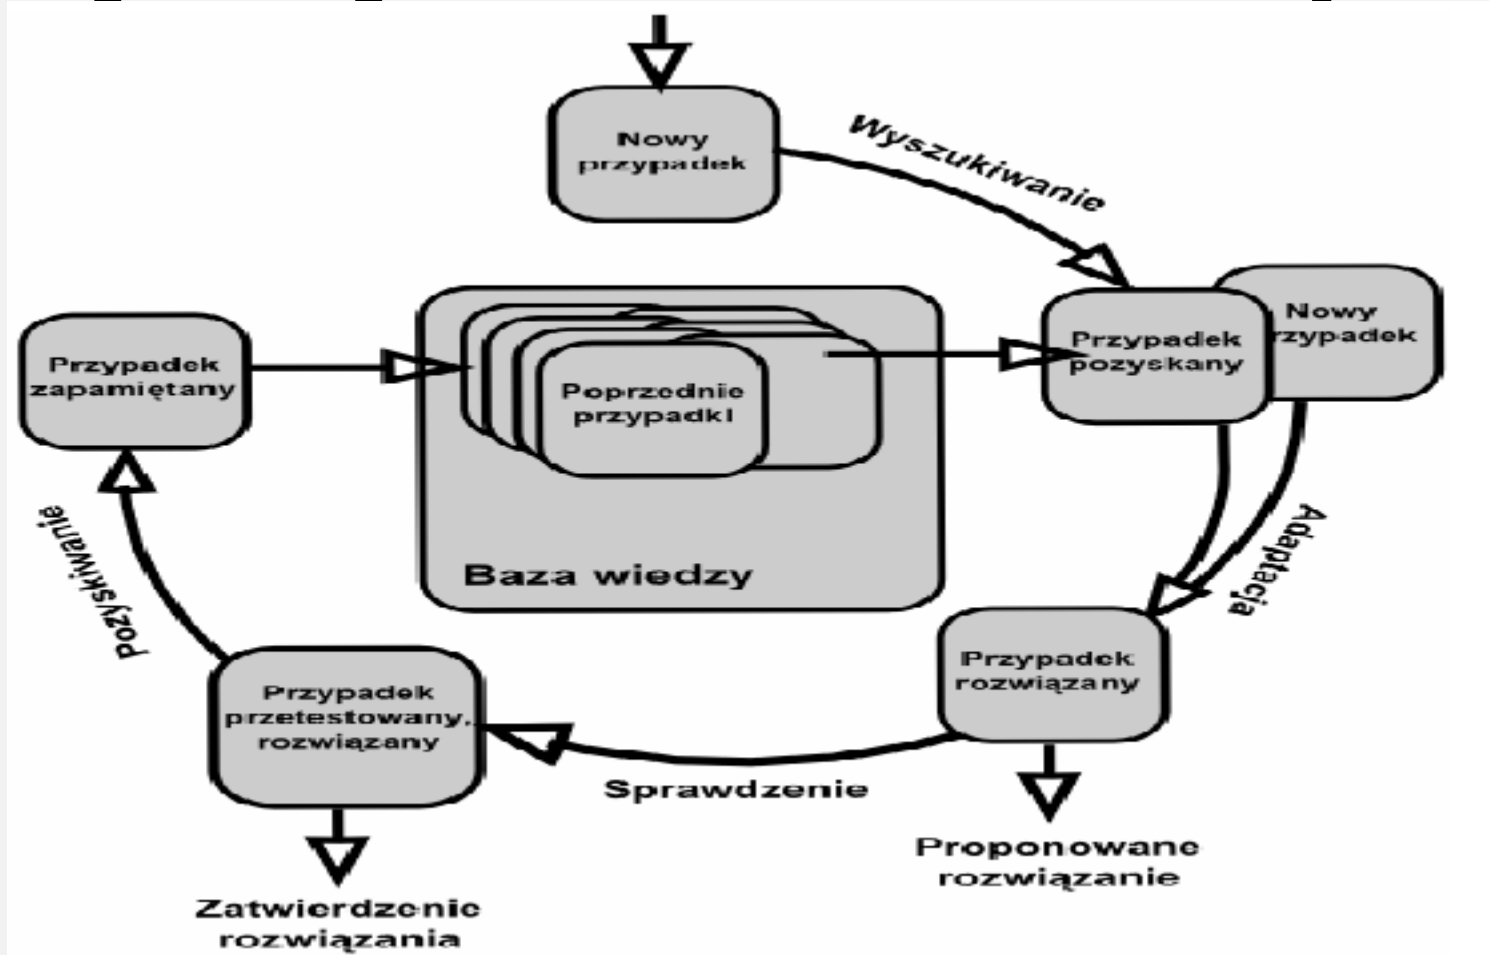 Nowy
przypadek
Wyszukiwanie
Nowy
rzypadek
Przypadek
pozyskany
Przypadek
zapamiętany
Poprzednie
przypadki
Baza wiedzy
Adaptacja
Pozyskiwanie
Przypadek
rozwiązany
Przypadek
przetestowany,
rozwiązany
Sprawdzenie
Proponowane
rozwiązanie
Zatwierdzenie
rozwiązania